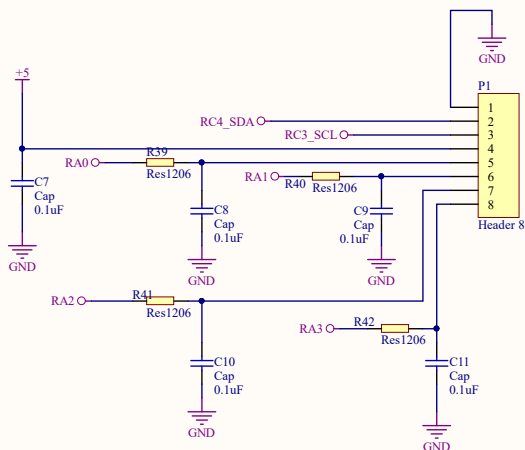 GND
+5
P1
1
RC4_SDA
2
RC3_SCL
3
4
R39
RA0
5
Res1206
RA1
R40
Res1206
6
7
8
C7
Cap
0.1uF
C8
Cap
0.1uF
C9
Cap
0.1uF
Header 8
GND
GND
GND
RA2
R41
Res1206
RA3
R42
Res1206
C10
Cap
0.1uF
C11
Cap
0.1uF
GND
GND